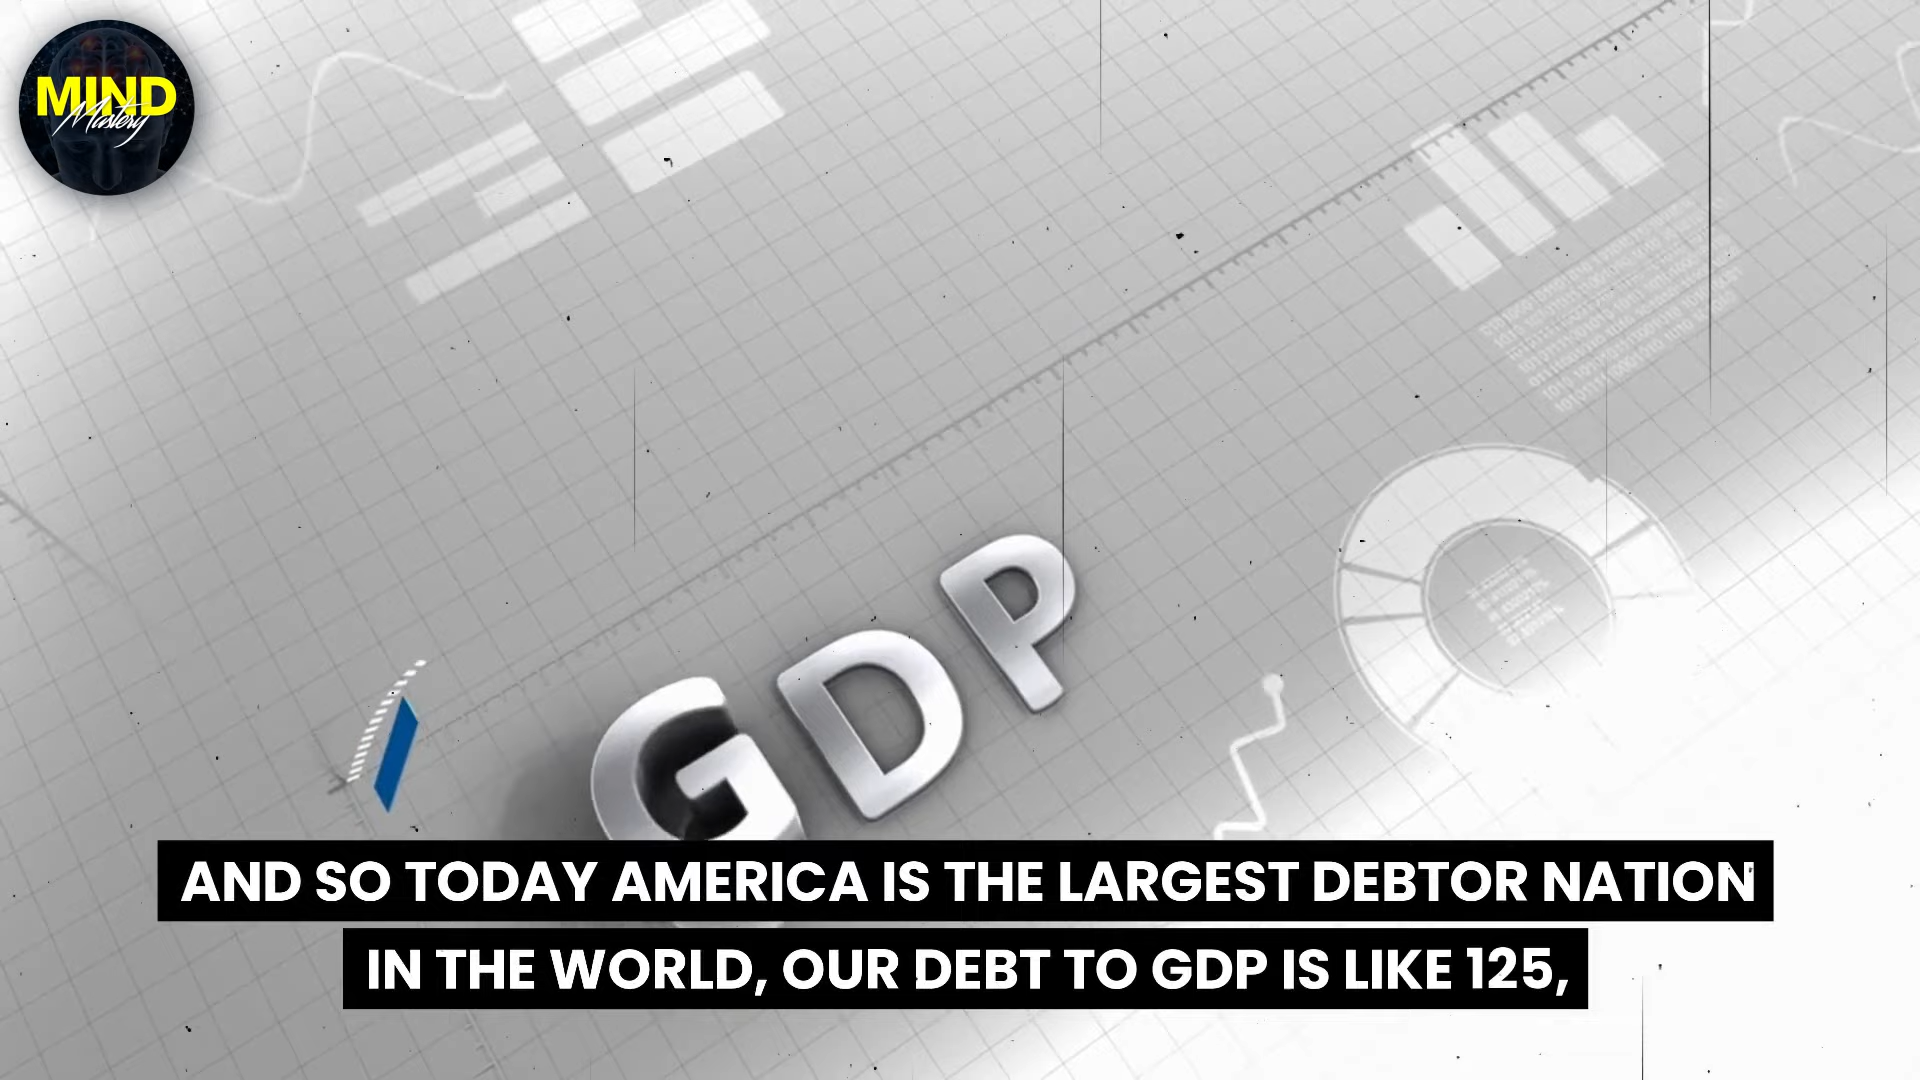 MIND
Mastery
GDP
AND SO TODAY AMERICA IS THE LARGEST DEBTOR NATION
IN THE WORLD, OUR DEBT TO GDP IS LIKE 125,